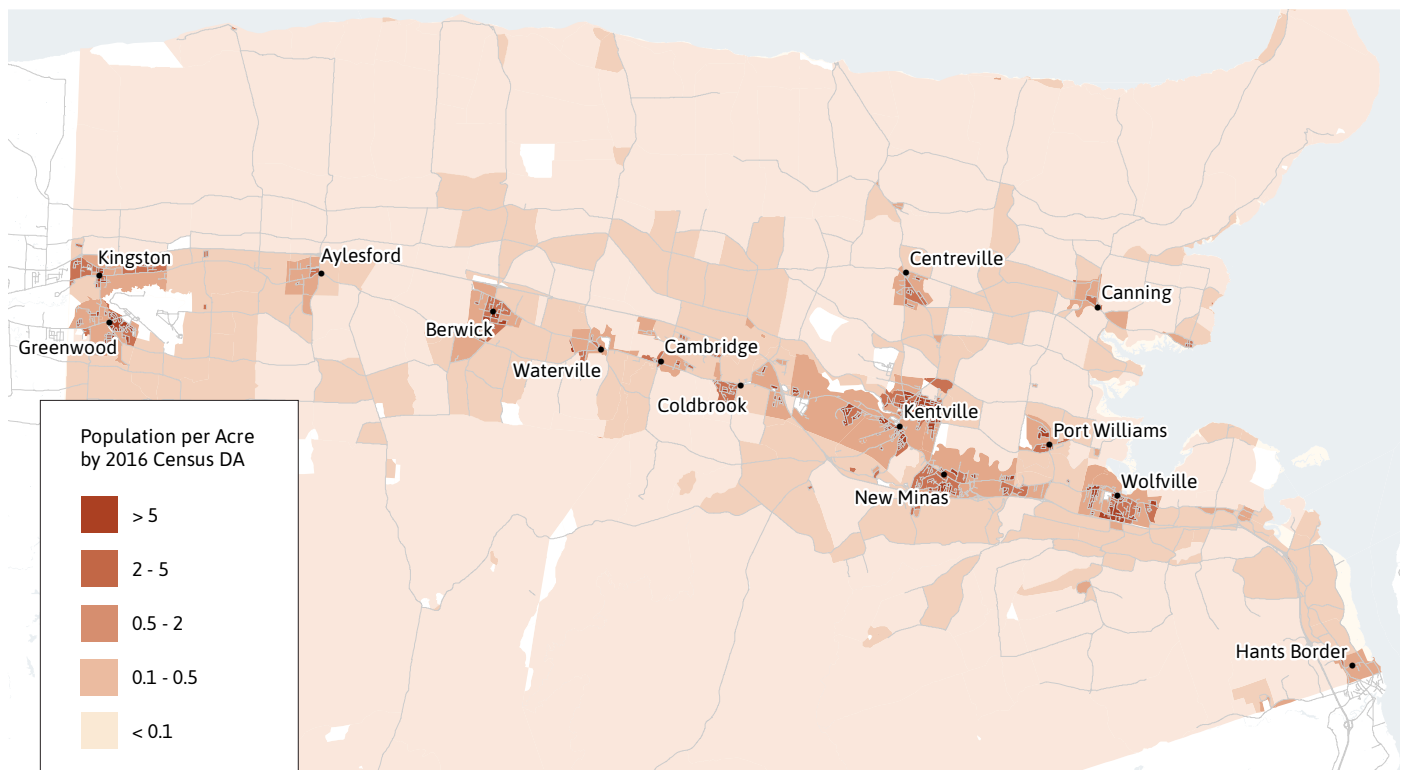 Kingston
Aylesford
Centreville
Canning
Berwick
Greenwood
Cambridge
Waterville
Coldbrook
Kentville
Port Williams
Wolfville
New Minas
Hants Border
Population per Acre
by 2016 Census DA
> 5
2 - 5
0.5 - 2
0.1 - 0.5
< 0.1